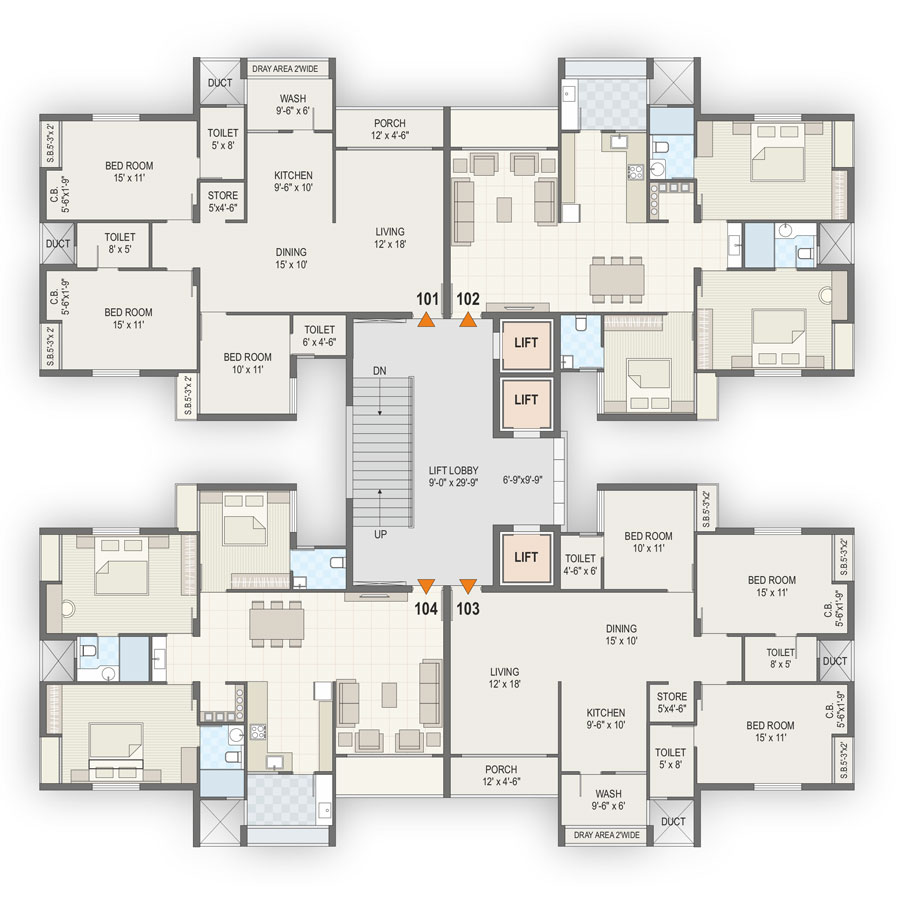 DUCT
DRAY AREA 2'WIDE
WASH
9'-6" x 6'
PORCH
12' x 4'-6"
S.B.5'-3"x 2'
BED ROOM
15' x 11'
C.B.
5'-6"x1'-9"
TOILET
5' x 8'
KITCHEN
9'-6" x 10'
STORE
5'x4'-6"
DUCT
TOILET
8' x 5'
LIVING
12' x 18'
DINING
15' x 10'
C.B.
5'-6"x1'-9"
BED ROOM
15' x 11'
S.B.5'-3"x 2'
101
102
BED ROOM
10' x 11'
TOILET
6' x 4'-6"
S.B.5'-3"x 2'
LIFT
DN
LIFT
LIFT LOBBY
9'-0" x 29'-9"
6'-9"x9'-9"
UP
LIFT
104
103
S.B.5'-3"x2'
BED ROOM
10' x 11'
TOILET
4'-6" x 6'
S.B.5'-3"x2'
BED ROOM
15' x 11'
C.B.
5'-6"x1'-9"
DINING
15' x 10'
TOILET
8' x 5'
DUCT
LIVING
12' x 18'
STORE
5'x4'-6"
KITCHEN
9'-6" x 10'
C.B.
5'-6"x1'-9"
BED ROOM
15' x 11'
TOILET
5' x 8'
S.B.5'-3"x2'
PORCH
12' x 4'-6"
WASH
9'-6" x 6'
DUCT
DRAY AREA 2'WIDE